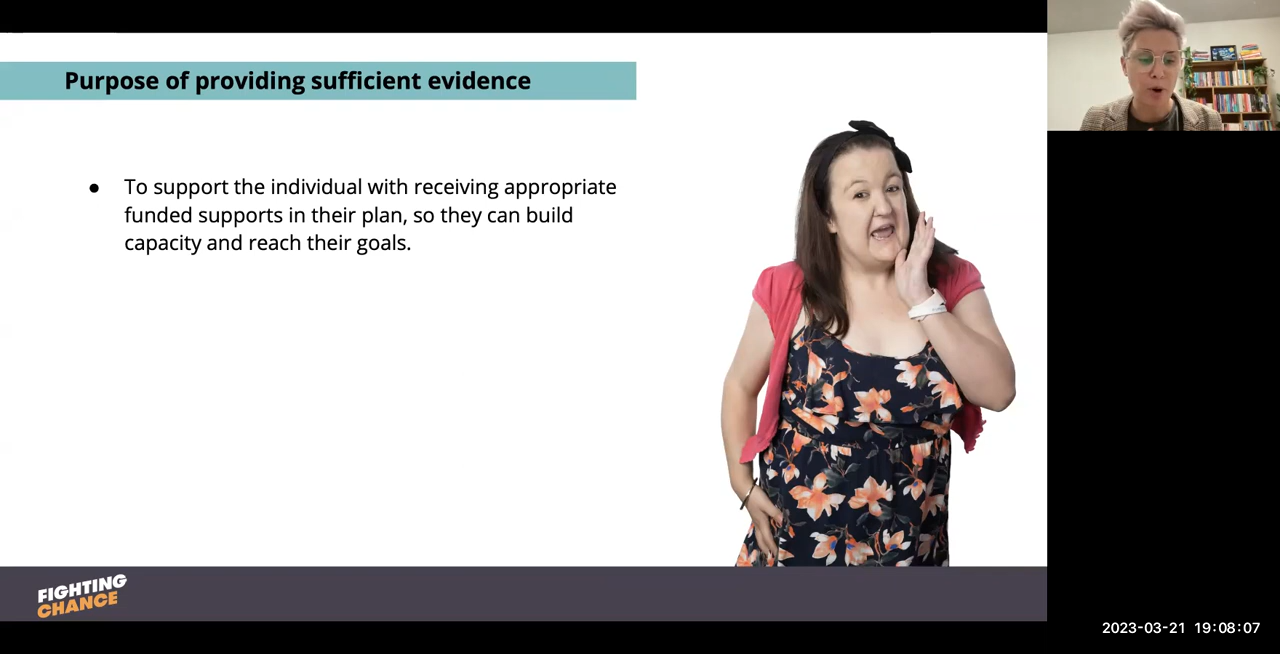 Purpose of providing sufficient evidence
● To support the individual with receiving appropriate
funded supports in their plan, so they can build
capacity and reach their goals.
FIGHTING
CHANCE
2023-03-21 19:08:07